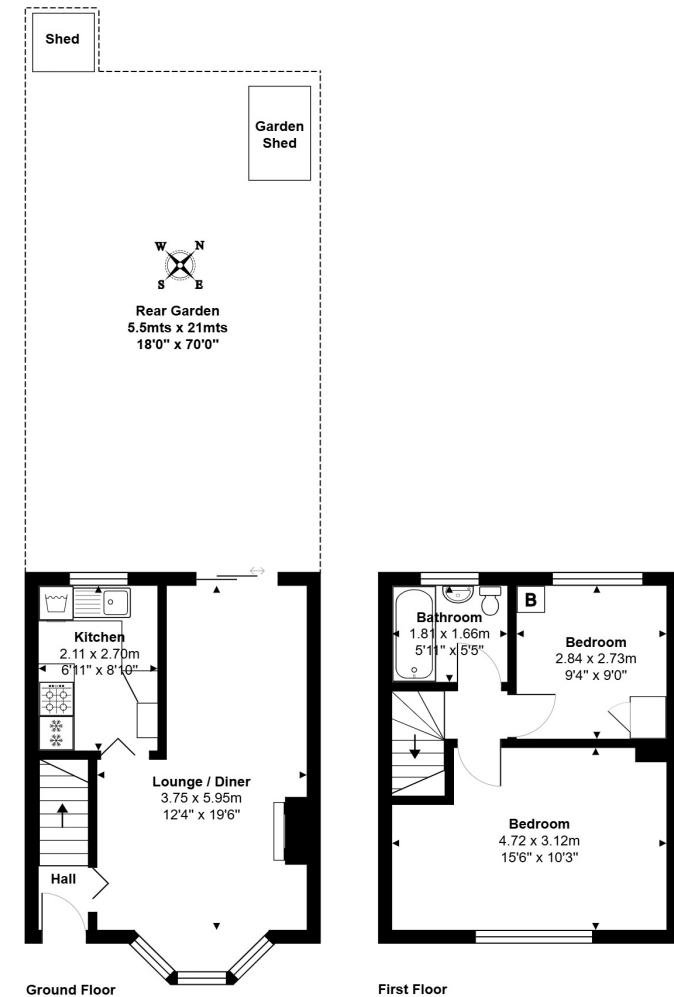 Shed
Garden
Shed
W N
S E
Rear Garden
5.5mts x 21mts
18'0" x 70'0"
Kitchen
2.11 x 2.70m
6'11" x 8'10"
Lounge / Diner
3.75 x 5.95m
12'4" x 19'6"
Hall
Ground Floor
Bathroom
1.81 x 1.66m
5'11" x 5'5"
B
Bedroom
2.84 x 2.73m
9'4" x 9'0"
Bedroom
4.72 x 3.12m
15'6" x 10'3"
First Floor